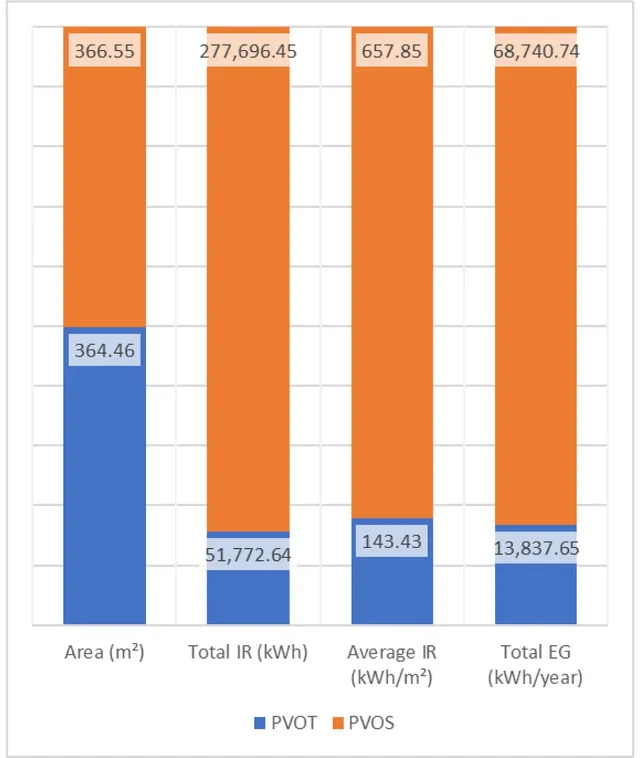 366.55 277,696.45 657.85 68,740.74
364.46
51,772.64 143.43 13,837.65
Area (m²) Total IR (kWh) Average IR (kWh/m²) Total EG (kWh/year)
PVOT PVOS